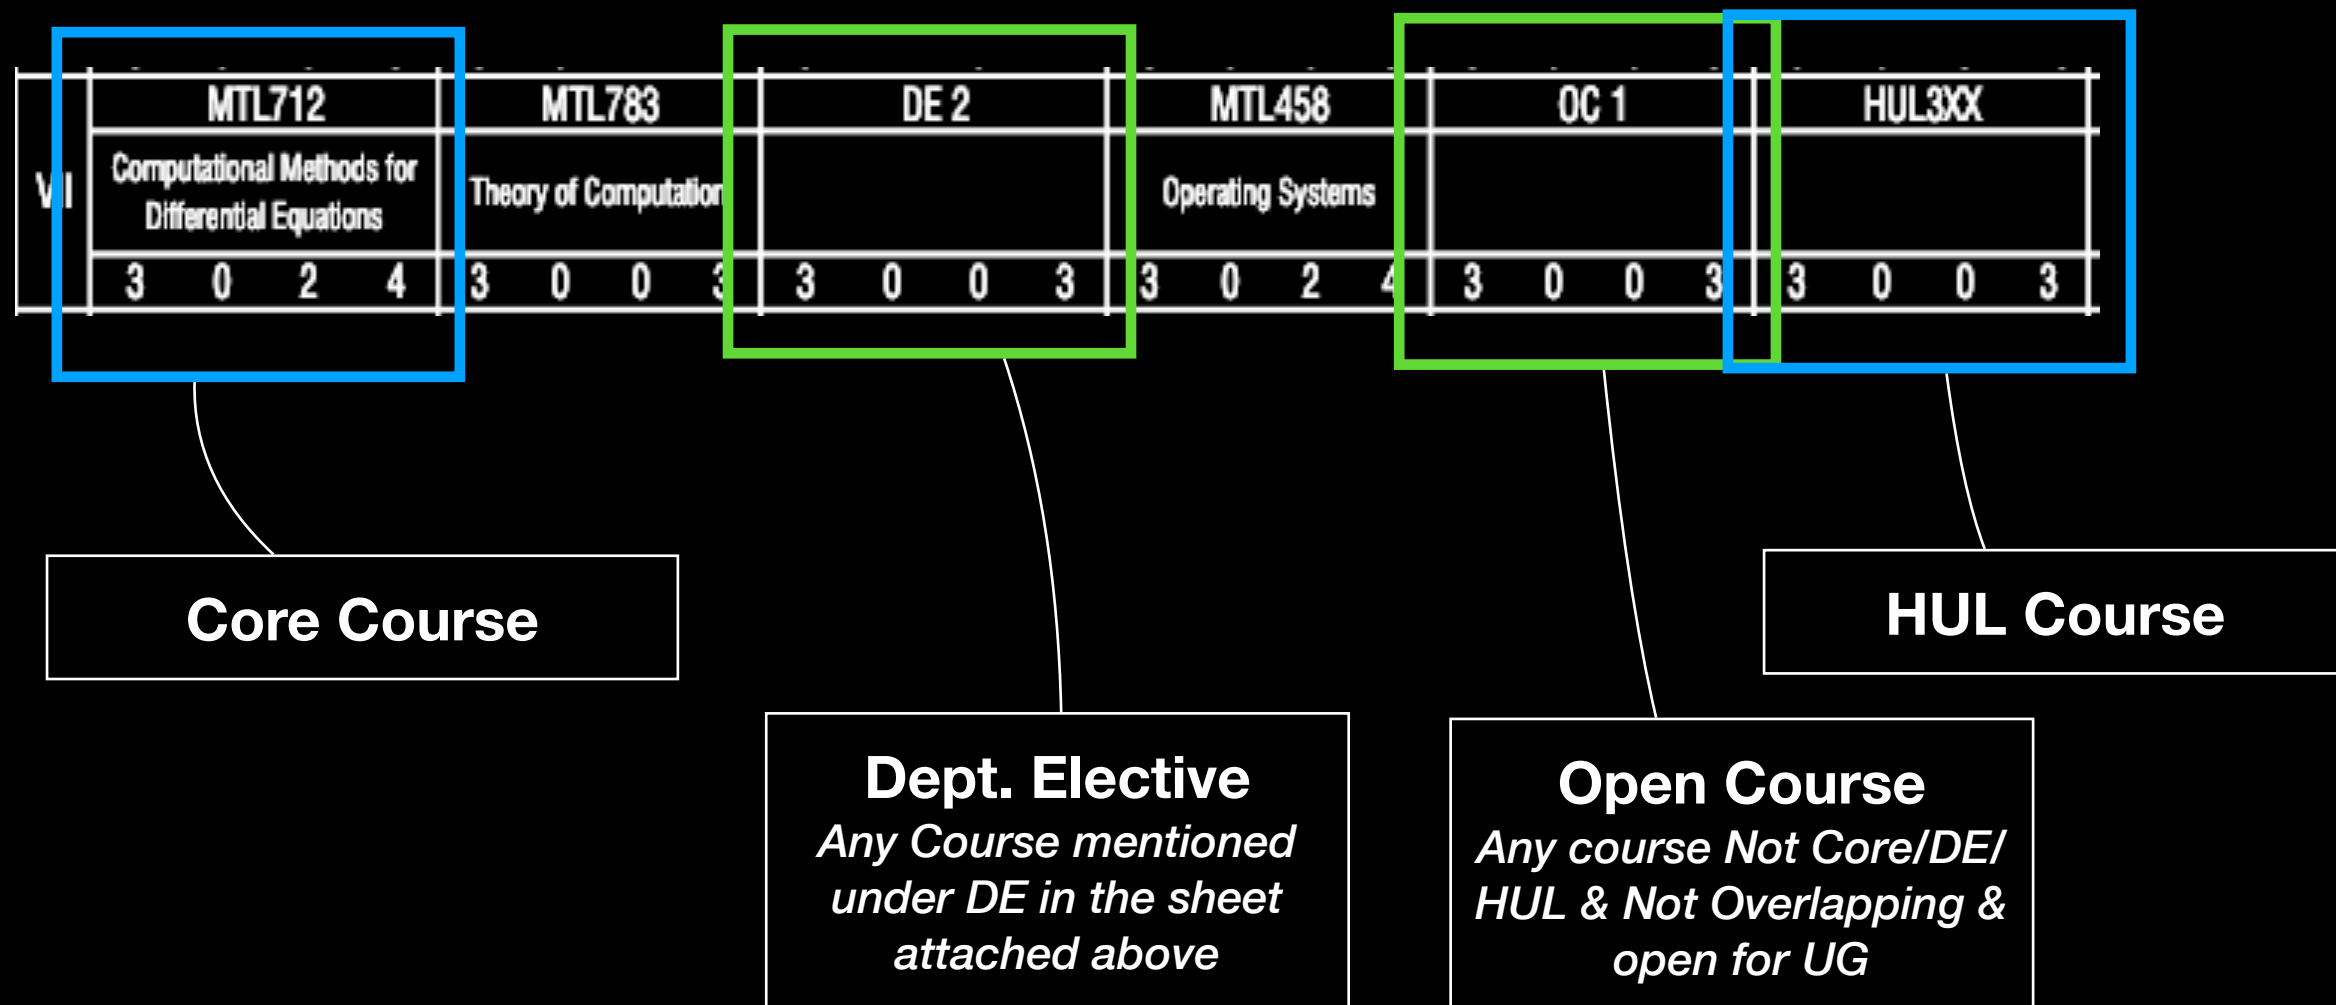 MTL712 MTL783 DE 2 MTL458 OC 1 HUL3XX
VII
Computational Methods for
Differential Equations
Theory of Computation
Operating Systems
3 0 2 4 3 0 0 3 3 0 0 3 3 0 2 4 3 0 0 3 3 0 0 3
Core Course
HUL Course
Dept. Elective
Any Course mentioned
under DE in the sheet
attached above
Open Course
Any course Not Core/DE/
HUL & Not Overlapping &
open for UG